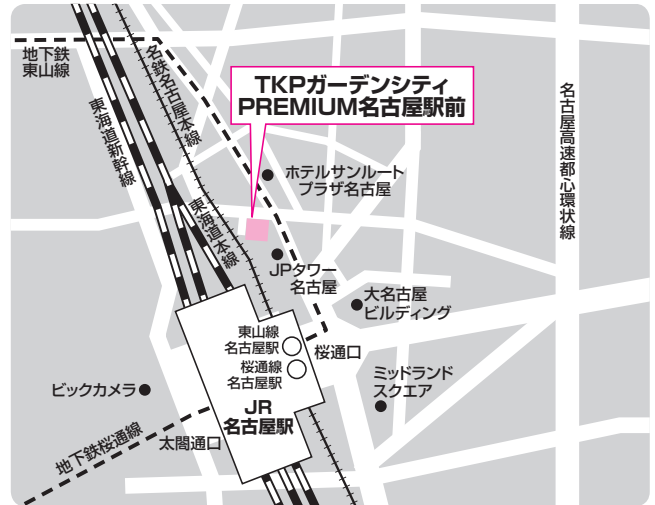 地下鉄
東山線
名鉄名古屋本線
TKPガーデンシティ
PREMIUM名古屋駅前
名古屋高速都心環状線
東海道新幹線
ホテルサンルート
プラザ名古屋
東海道本線
JPタワー
名古屋
大名古屋
ビルディング
東山線
名古屋駅
桜通口
桜通線
名古屋駅
ミッドランド
スクエア
ビックカメラ
JR
名古屋駅
太閤通口
地下鉄桜通線